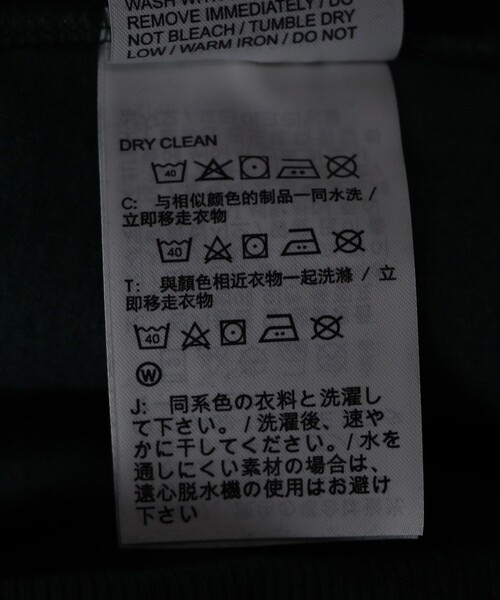 REMOVE IMMEDIATELY / DO
NOT BLEACH / TUMBLE DRY
LOW / WARM IRON / DO NOT
DRY CLEAN
40
C: 与相似颜色的制品一同水洗 /
立即移走衣物
40
T: 與顏色相近衣物一起洗滌 / 立
即移走衣物
40
W
J: 同系色の衣料と洗濯し
て下さい。/ 洗濯後、速や
かに干してください。/ 水を
通しにくい素材の場合は、
遠心脱水機の使用はお避け
下さい